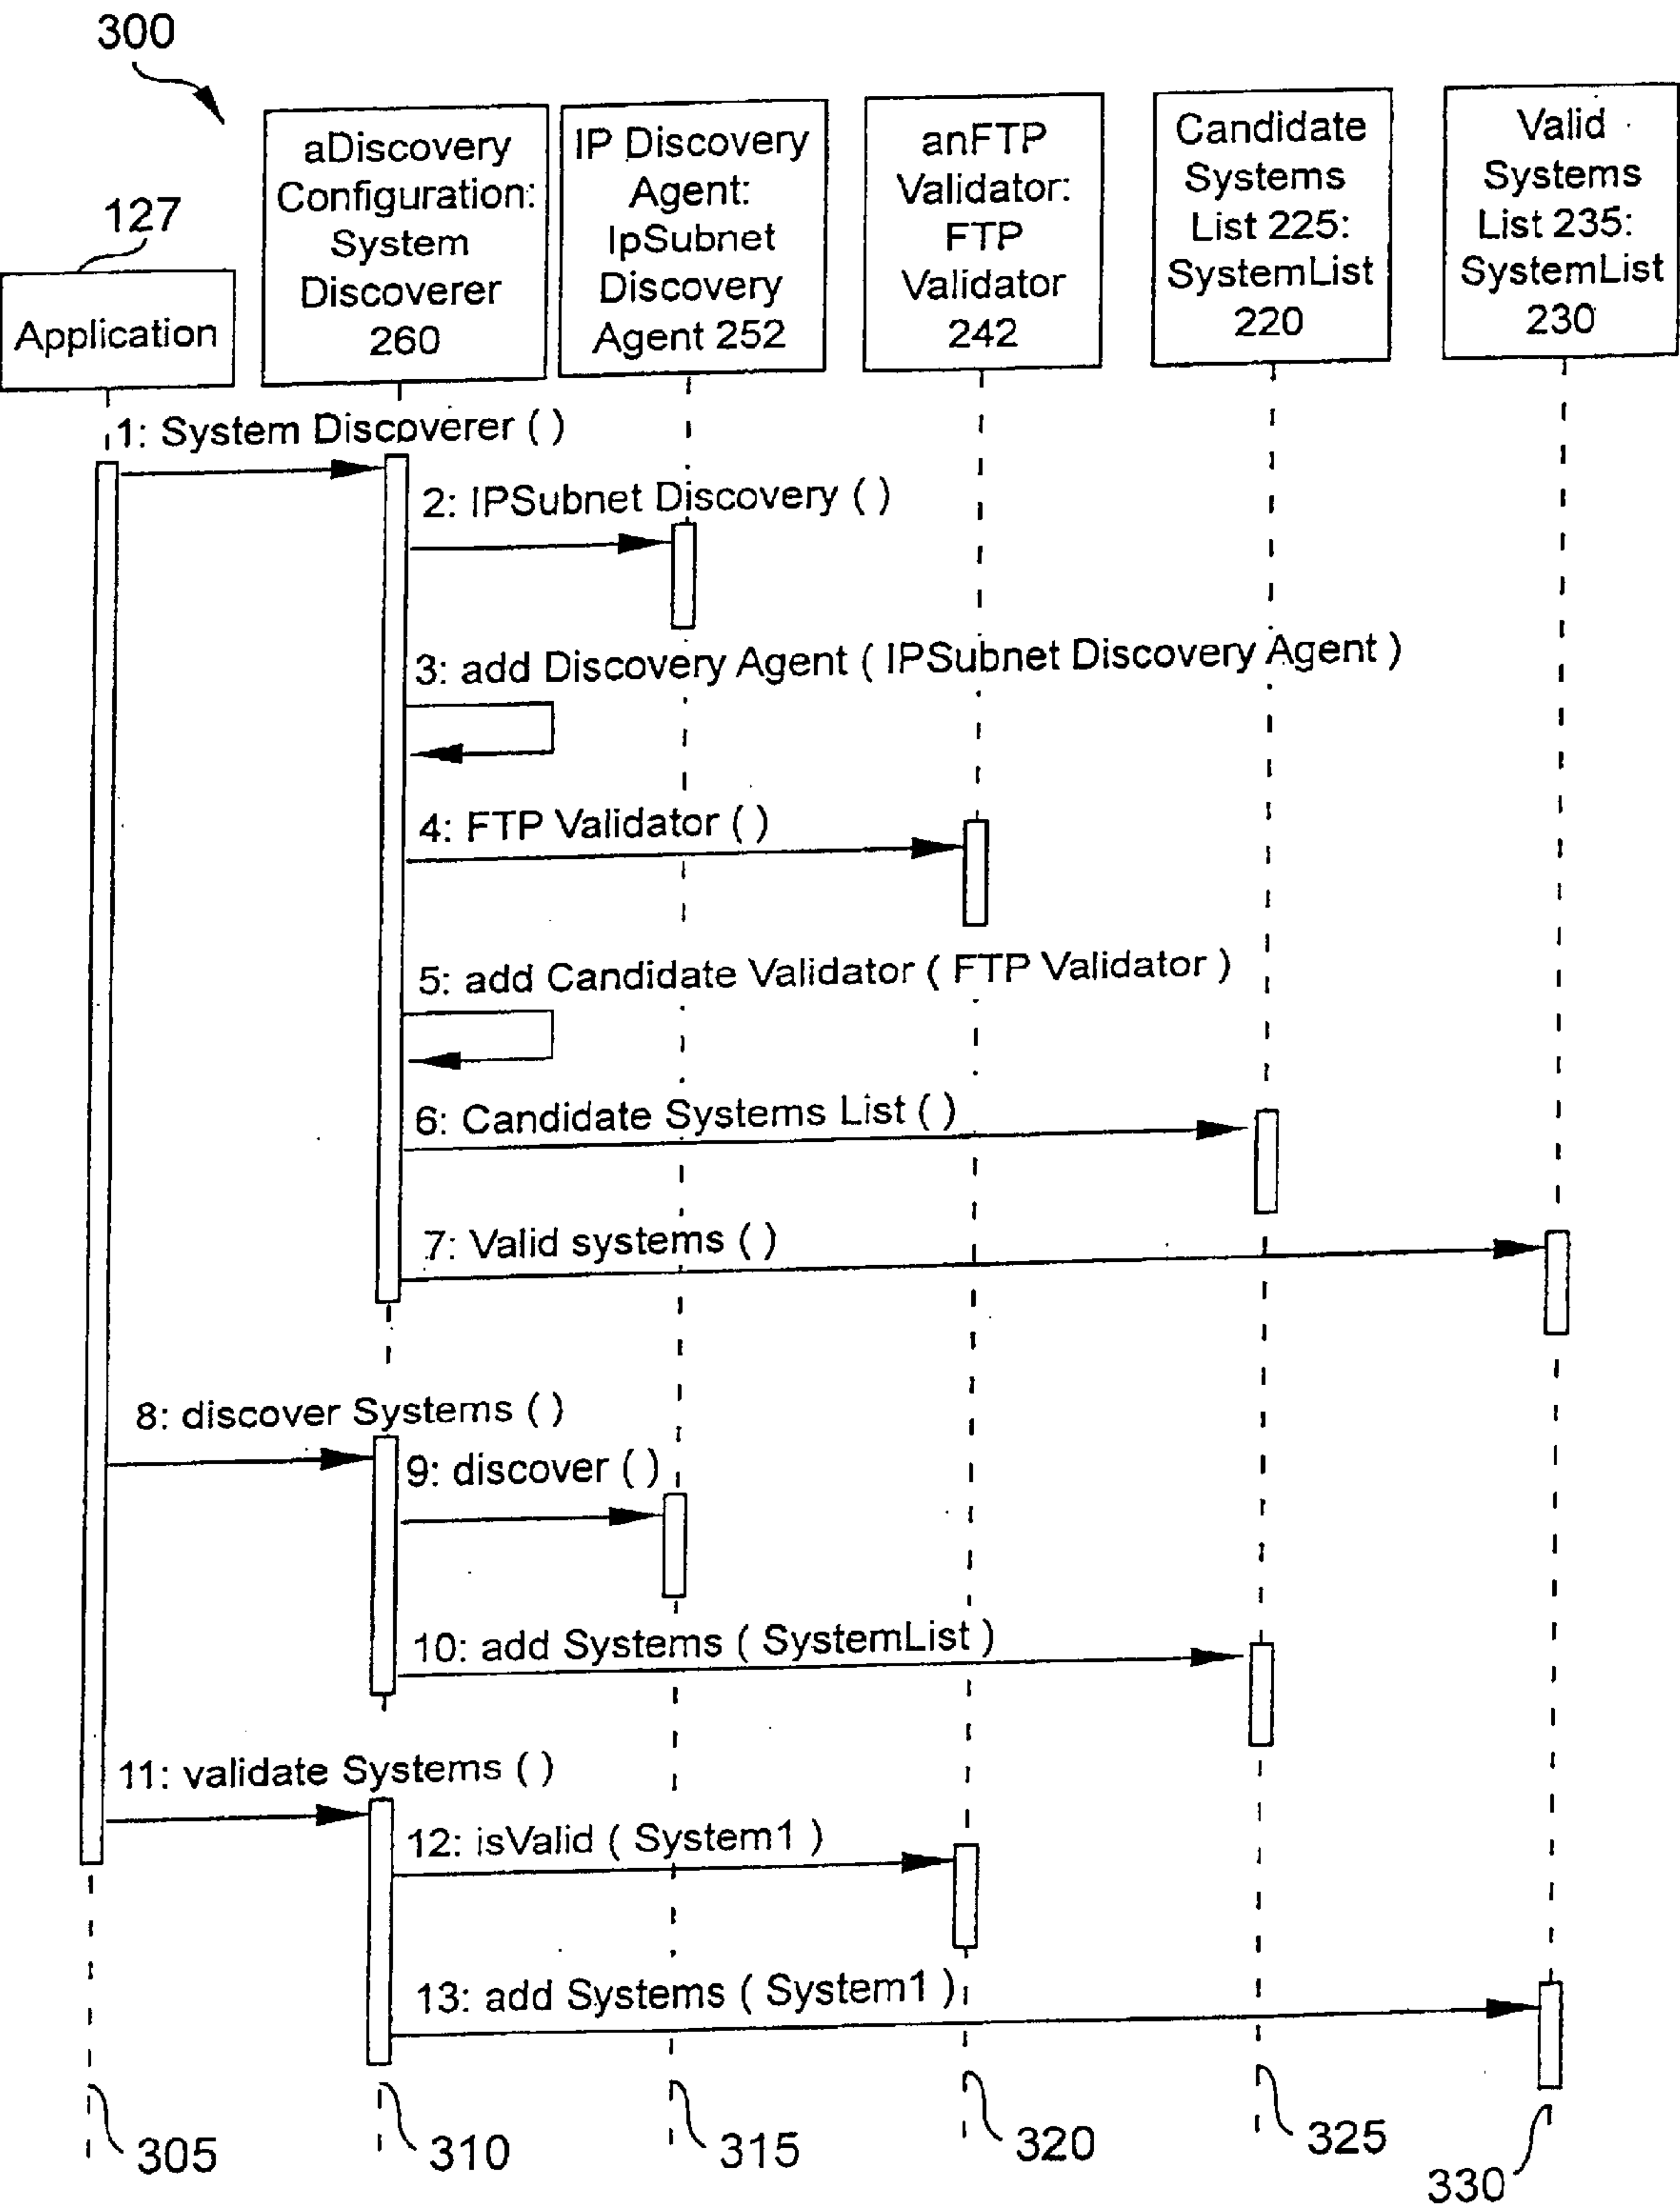 300
127
Application
aDiscovery
Configuration:
System
Discoverer
260
IP Discovery
Agent:
IpSubnet
Discovery
Agent 252
anFTP
Validator:
FTP
Validator
242
Candidate
Systems
List 225:
SystemList
220
Valid
Systems
List 235:
SystemList
230
1: System Discoverer ( )
2: IPSubnet Discovery ( )
3: add Discovery Agent ( IPSubnet Discovery Agent )
4: FTP Validator ( )
5: add Candidate Validator ( FTP Validator )
6: Candidate Systems List ( )
7: Valid systems ( )
8: discover Systems ( )
9: discover ( )
10: add Systems ( SystemList )
11: validate Systems ( )
12: isValid ( System1 )
13: add Systems ( System1 )
305
310
315
320
325
330